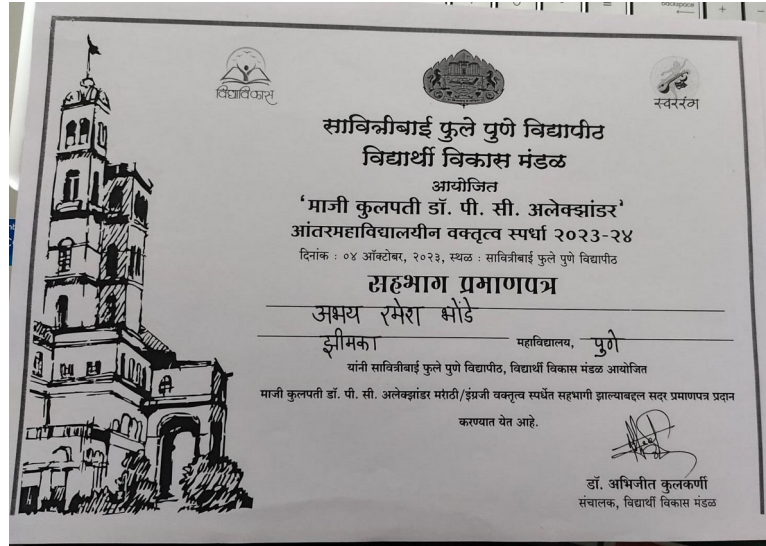 Backspace
विद्याविकास
स्वररंग
सावित्रीबाई फुले पुणे विद्यापीठ
विद्यार्थी विकास मंडळ
आयोजित
‘माजी कुलपती डॉ. पी. सी. अलेक्झांडर’
आंतरमहाविद्यालयीन वक्तृत्व स्पर्धा २०२३-२४
दिनांक : ०४ ऑक्टोबर, २०२३, स्थळ : सावित्रीबाई फुले पुणे विद्यापीठ
सहभाग प्रमाणपत्र
अभय रमेश भोंडे
झीमका महाविद्यालय, पुणे
यांनी सावित्रीबाई फुले पुणे विद्यापीठ, विद्यार्थी विकास मंडळ आयोजित
माजी कुलपती डॉ. पी. सी. अलेक्झांडर मराठी/इंग्रजी वक्तृत्व स्पर्धेत सहभागी झाल्याबद्दल सदर प्रमाणपत्र प्रदान
करण्यात येत आहे.
डॉ. अभिजीत कुलकर्णी
संचालक, विद्यार्थी विकास मंडळ